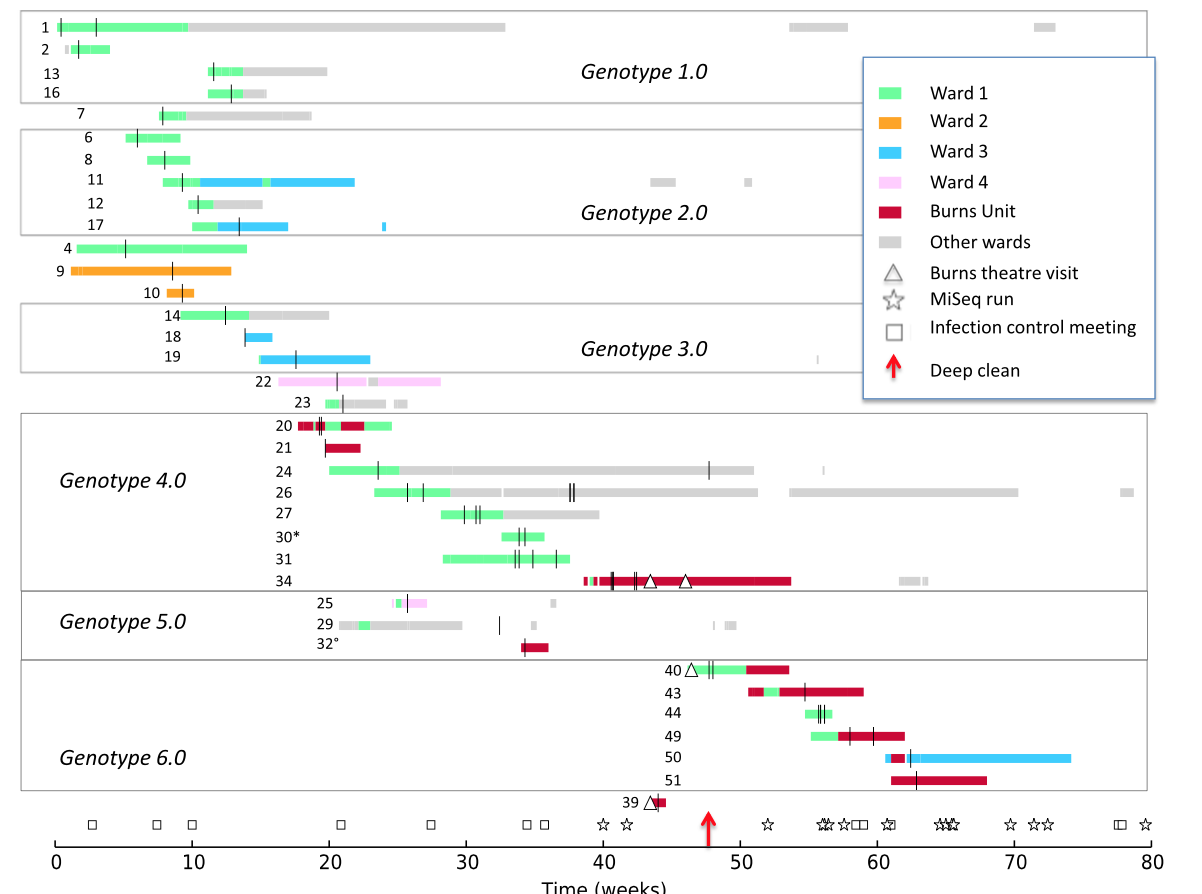 1
2
13
16
Genotype 1.0
7
6
8
11
12
17
Genotype 2.0
4
9
10
14
18
19
Genotype 3.0
22
23
20
21
24
26
27
30*
31
34
Genotype 4.0
25
29
32°
Genotype 5.0
40
43
44
49
50
51
Genotype 6.0
39
Ward 1
Ward 2
Ward 3
Ward 4
Burns Unit
Other wards
Burns theatre visit
MiSeq run
Infection control meeting
Deep clean
0 10 20 30 40 50 60 70 80
Time (weeks)